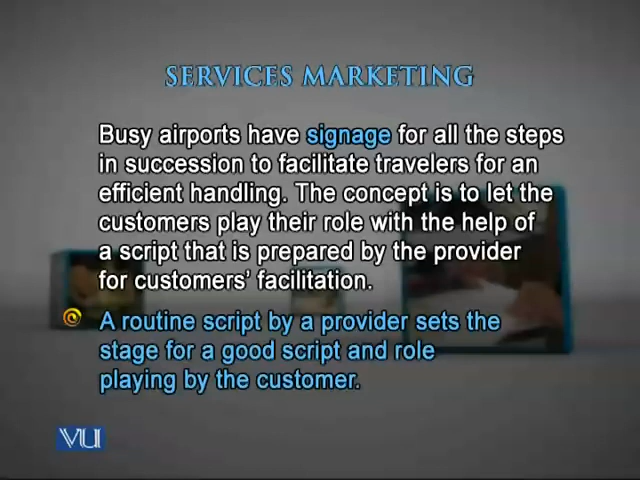 SERVICES MARKETING
Busy airports have signage for all the steps
in succession to facilitate travelers for an
efficient handling. The concept is to let the
customers play their role with the help of
a script that is prepared by the provider
for customers' facilitation.
A routine script by a provider sets the
stage for a good script and role
playing by the customer.
VU